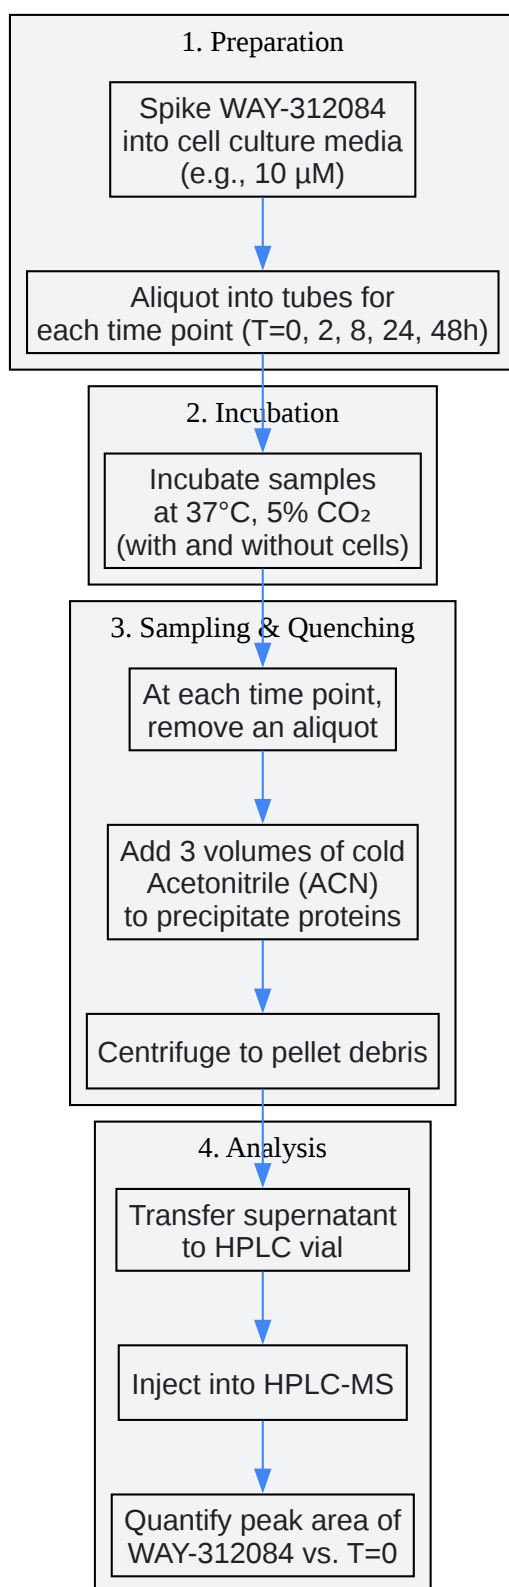 1. Preparation
Spike WAY-312084
into cell culture media
(e.g., 10 µM)
Aliquot into tubes for
each time point (T=0, 2, 8, 24, 48h)
2. Incubation
Incubate samples
at 37°C, 5% CO₂
(with and without cells)
3. Sampling & Quenching
At each time point,
remove an aliquot
Add 3 volumes of cold
Acetonitrile (ACN)
to precipitate proteins
Centrifuge to pellet debris
4. Analysis
Transfer supernatant
to HPLC vial
Inject into HPLC-MS
Quantify peak area of
WAY-312084 vs. T=0